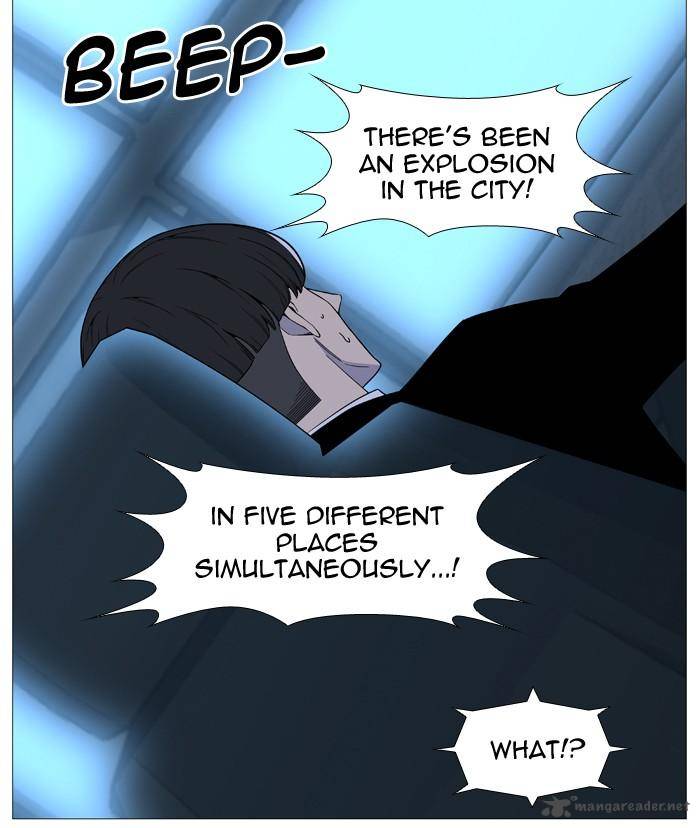 BEEP-
THERE'S BEEN
AN EXPLOSION
IN THE CITY!
IN FIVE DIFFERENT
PLACES
SIMULTANEOUSLY...!
WHAT!?
mangareader.net